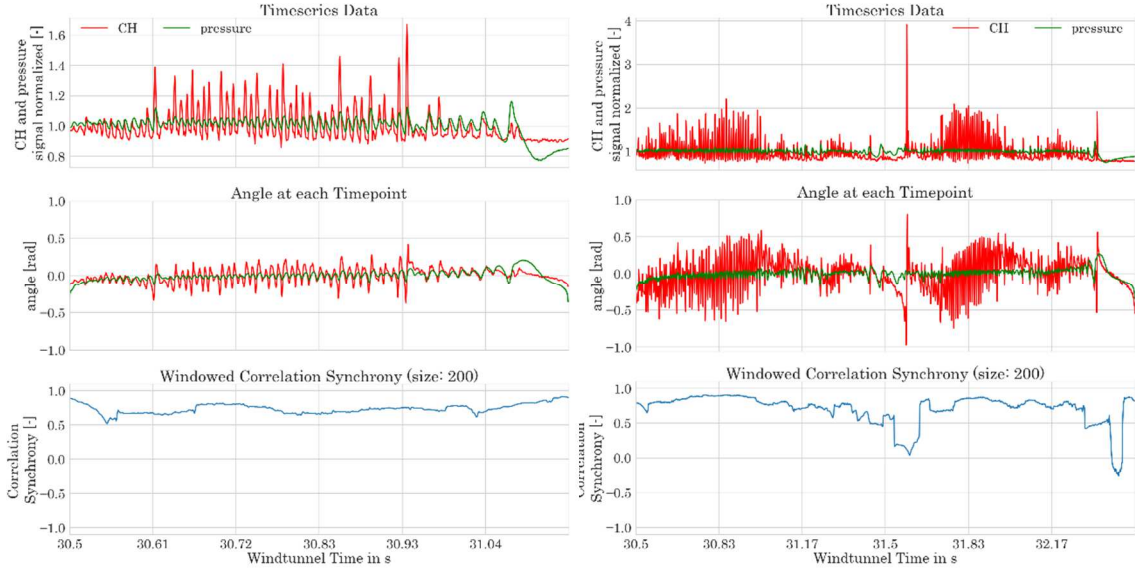 Timeseries Data
CH
pressure
CH and pressure
signal normalized [-]
1.6
1.4
1.2
1.0
0.8
Angle at each Timepoint
angle [rad]
1.0
0.5
0.0
−0.5
−1.0
Windowed Correlation Synchrony (size: 200)
Correlation
Synchrony [-]
1.0
0.5
0.0
−0.5
−1.0
30.5
30.61
30.72
30.83
30.93
31.04
Windtunnel Time in s
Timeseries Data
CH
pressure
CH and pressure
signal normalized [-]
4
3
2
1
Angle at each Timepoint
angle [rad]
1.0
0.5
0.0
−0.5
−1.0
Windowed Correlation Synchrony (size: 200)
Correlation
Synchrony [-]
1.0
0.5
0.0
−0.5
−1.0
30.5
30.83
31.17
31.5
31.83
32.17
Windtunnel Time in s